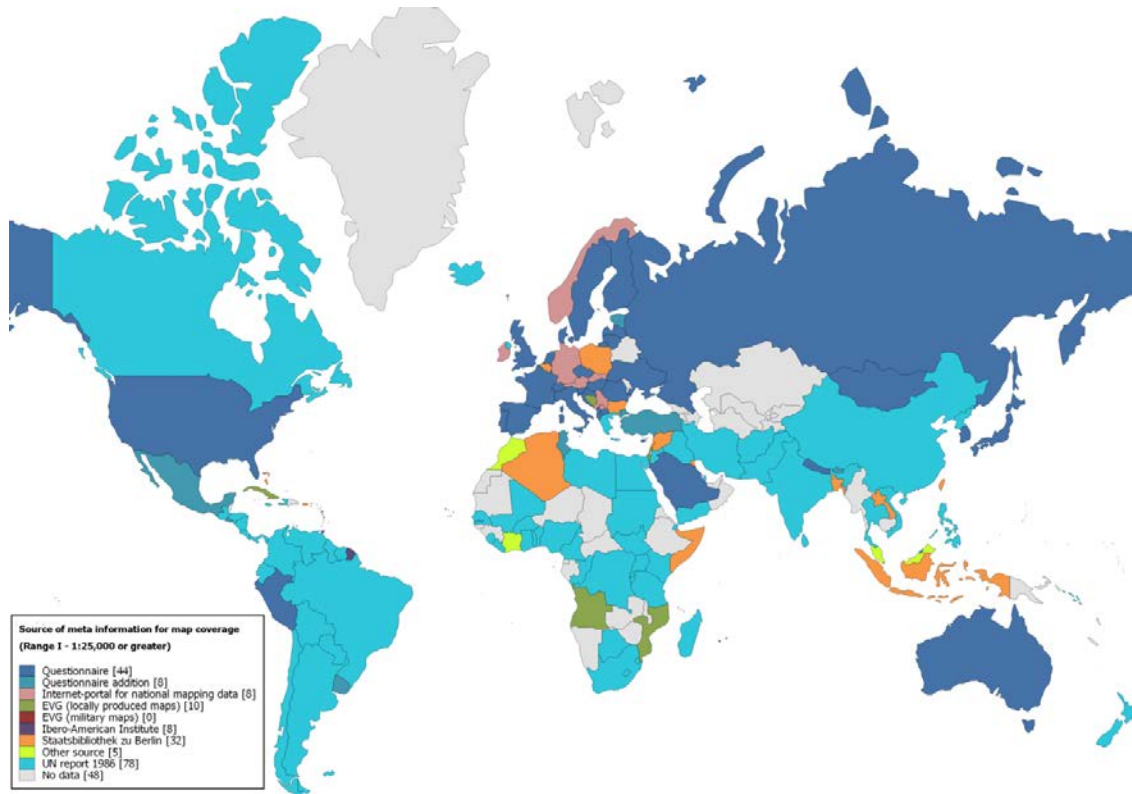 Source of meta information for map coverage
(Range I - 1:25,000 or greater)
Questionnaire [44]
Questionnaire addition [8]
Internet-portal for national mapping data [8]
EVG (locally produced maps) [10]
EVG (military maps) [0]
Ibero-American Institute [8]
Staatsbibliothek zu Berlin [32]
Other source [5]
UN report 1986 [78]
No data [48]